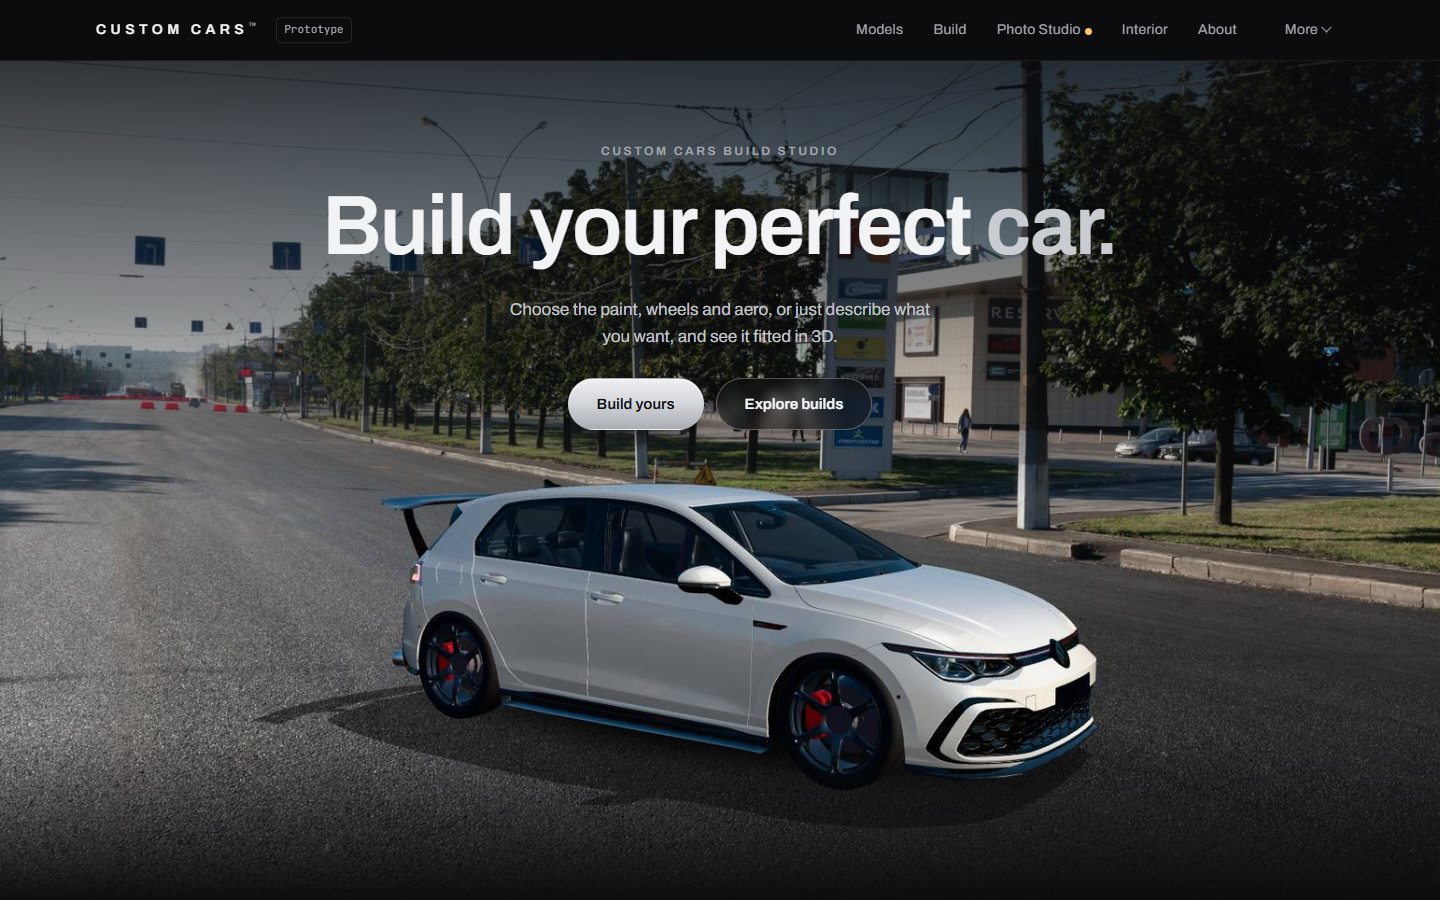 CUSTOM CARS™
Prototype
Models
Build
Photo Studio
Interior
About
More
CUSTOM CARS BUILD STUDIO
Build your perfect car.
Choose the paint, wheels and aero, or just describe what
you want, and see it fitted in 3D.
Build yours
Explore builds